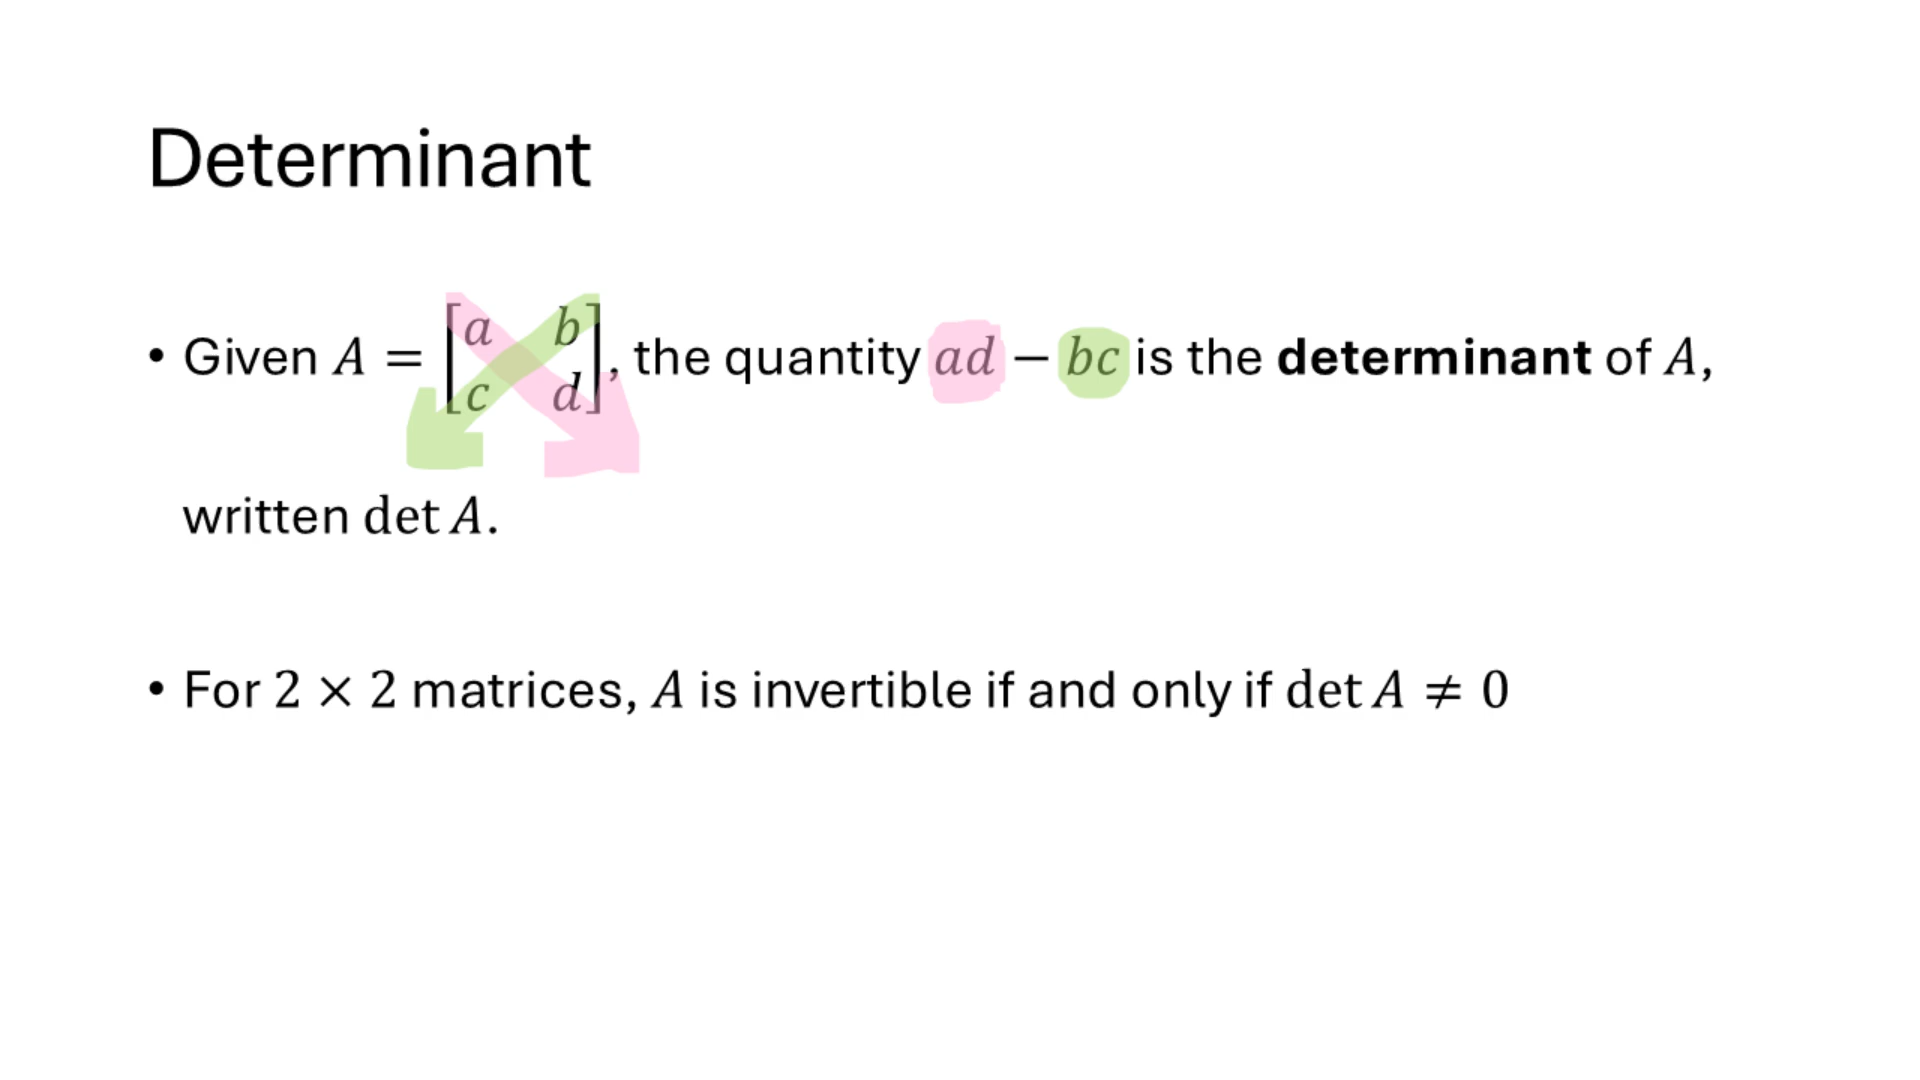 Determinant
• Given A = [a b; c d], the quantity ad − bc is the determinant of A,
written det A.
• For 2 × 2 matrices, A is invertible if and only if det A ≠ 0